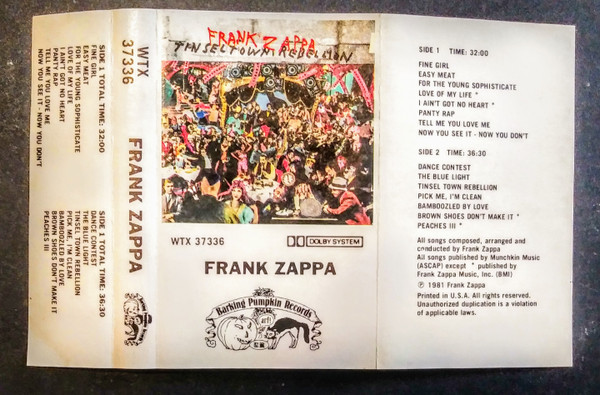 SIDE 1 TOTAL TIME: 32:00
FINE GIRL
EASY MEAT
FOR THE YOUNG SOPHISTICATE
LOVE OF MY LIFE
I AIN'T GOT NO HEART
PANTY RAP
TELL ME YOU LOVE ME
NOW YOU SEE IT - NOW YOU DON'T
SIDE 1 TOTAL TIME: 36:30
DANCE CONTEST
THE BLUE LIGHT
TINSEL TOWN REBELLION
PICK ME, I'M CLEAN
BAMBOOZLED BY LOVE
BROWN SHOES DON'T MAKE IT
PEACHES III
WTX
37336
FRANK ZAPPA
FRANK ZAPPA
TINSELTOWN REBELLION
WTX 37336
DOLBY SYSTEM
FRANK ZAPPA
Barking Pumpkin Records
arf!
SIDE 1 TIME: 32:00
FINE GIRL
EASY MEAT
FOR THE YOUNG SOPHISTICATE
LOVE OF MY LIFE *
I AIN'T GOT NO HEART *
PANTY RAP
TELL ME YOU LOVE ME
NOW YOU SEE IT - NOW YOU DON'T
SIDE 2 TIME: 36:30
DANCE CONTEST
THE BLUE LIGHT
TINSEL TOWN REBELLION
PICK ME, I'M CLEAN
BAMBOOZLED BY LOVE
BROWN SHOES DON'T MAKE IT *
PEACHES III *
All songs composed, arranged and
conducted by Frank Zappa
All songs published by Munchkin Music
(ASCAP) except * published by
Frank Zappa Music, Inc. (BMI)
℗ 1981 Frank Zappa
Printed in U.S.A. All rights reserved.
Unauthorized duplication is a violation
of applicable laws.